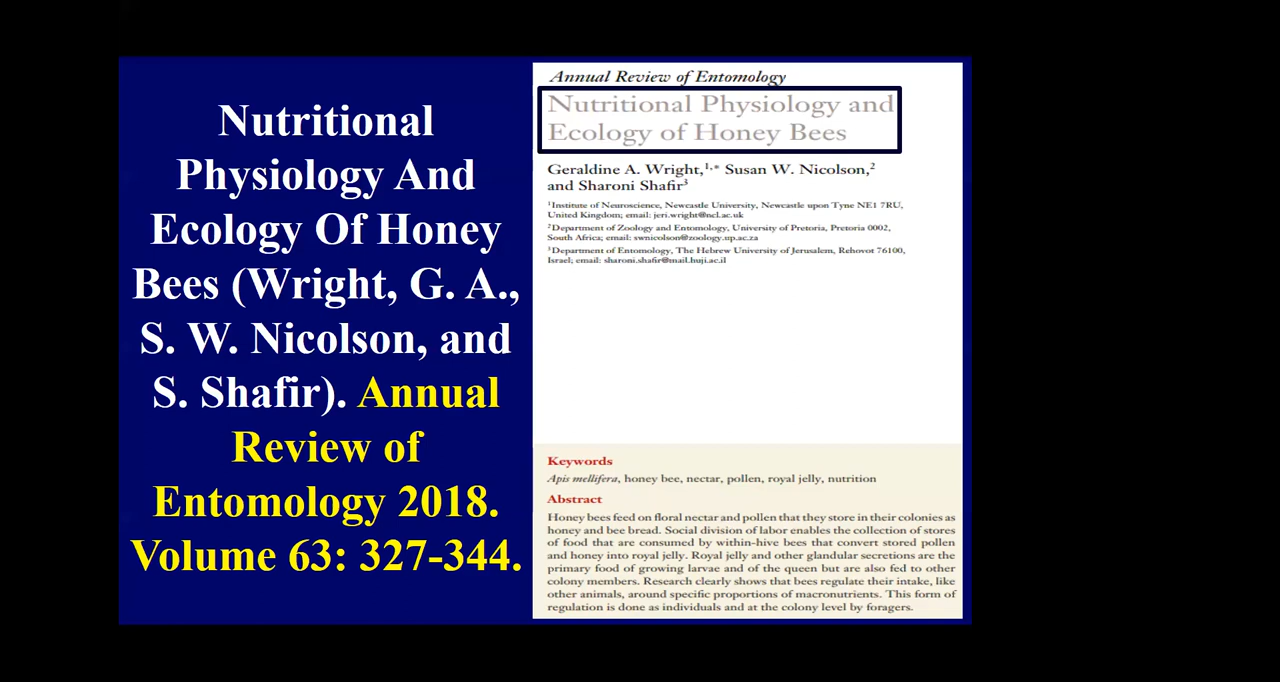 Nutritional
Physiology And
Ecology Of Honey
Bees (Wright, G. A.,
S. W. Nicolson, and
S. Shafir). Annual
Review of
Entomology 2018.
Volume 63: 327-344.
Annual Review of Entomology
Nutritional Physiology and
Ecology of Honey Bees
Geraldine A. Wright,1,* Susan W. Nicolson,2
and Sharoni Shafir3
1Institute of Neuroscience, Newcastle University, Newcastle upon Tyne NE1 7RU,
United Kingdom; email: jeri.wright@ncl.ac.uk
2Department of Zoology and Entomology, University of Pretoria, Pretoria 0002,
South Africa; email: swnicolson@zoology.up.ac.za
3Department of Entomology, The Hebrew University of Jerusalem, Rehovot 76100,
Israel; email: sharoni.shafir@mail.huji.ac.il
Keywords
Apis mellifera, honey bee, nectar, pollen, royal jelly, nutrition
Abstract
Honey bees feed on floral nectar and pollen that they store in their colonies as
honey and bee bread. Social division of labor enables the collection of stores
of food that are consumed by within-hive bees that convert stored pollen
and honey into royal jelly. Royal jelly and other glandular secretions are the
primary food of growing larvae and of the queen but are also fed to other
colony members. Research clearly shows that bees regulate their intake, like
other animals, around specific proportions of macronutrients. This form of
regulation is done as individuals and at the colony level by foragers.